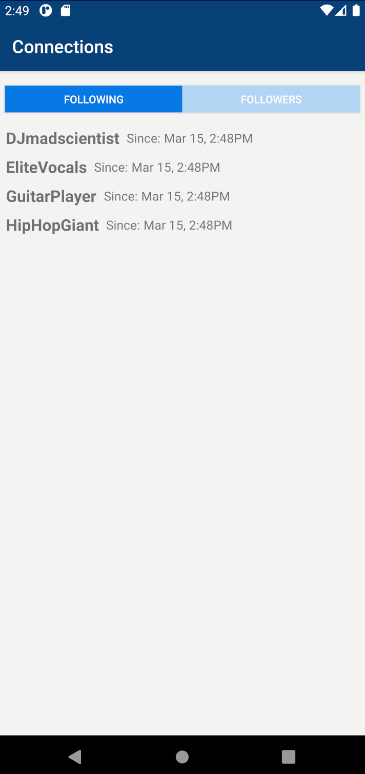 2:49
Connections
FOLLOWING FOLLOWERS
DJmadscientist Since: Mar 15, 2:48PM
EliteVocals Since: Mar 15, 2:48PM
GuitarPlayer Since: Mar 15, 2:48PM
HipHopGiant Since: Mar 15, 2:48PM